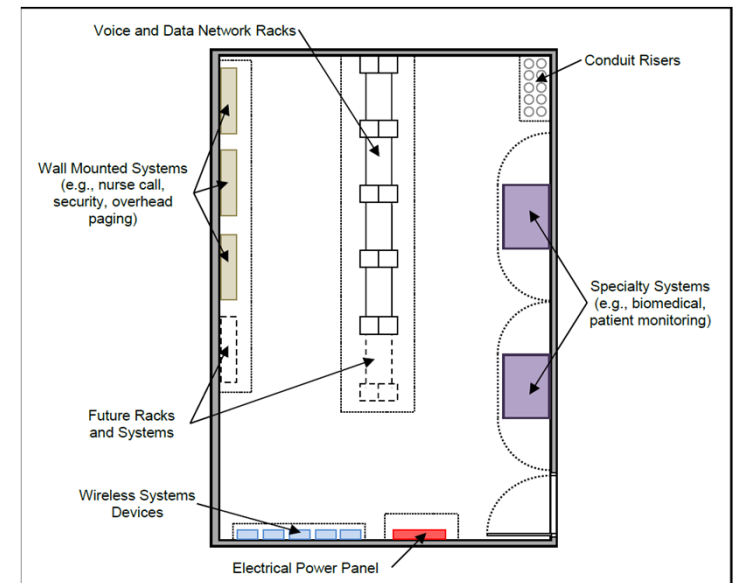 Voice and Data Network Racks
Conduit Risers
Wall Mounted Systems
(e.g., nurse call,
security, overhead
paging)
Specialty Systems
(e.g., biomedical,
patient monitoring)
Future Racks
and Systems
Wireless Systems
Devices
Electrical Power Panel